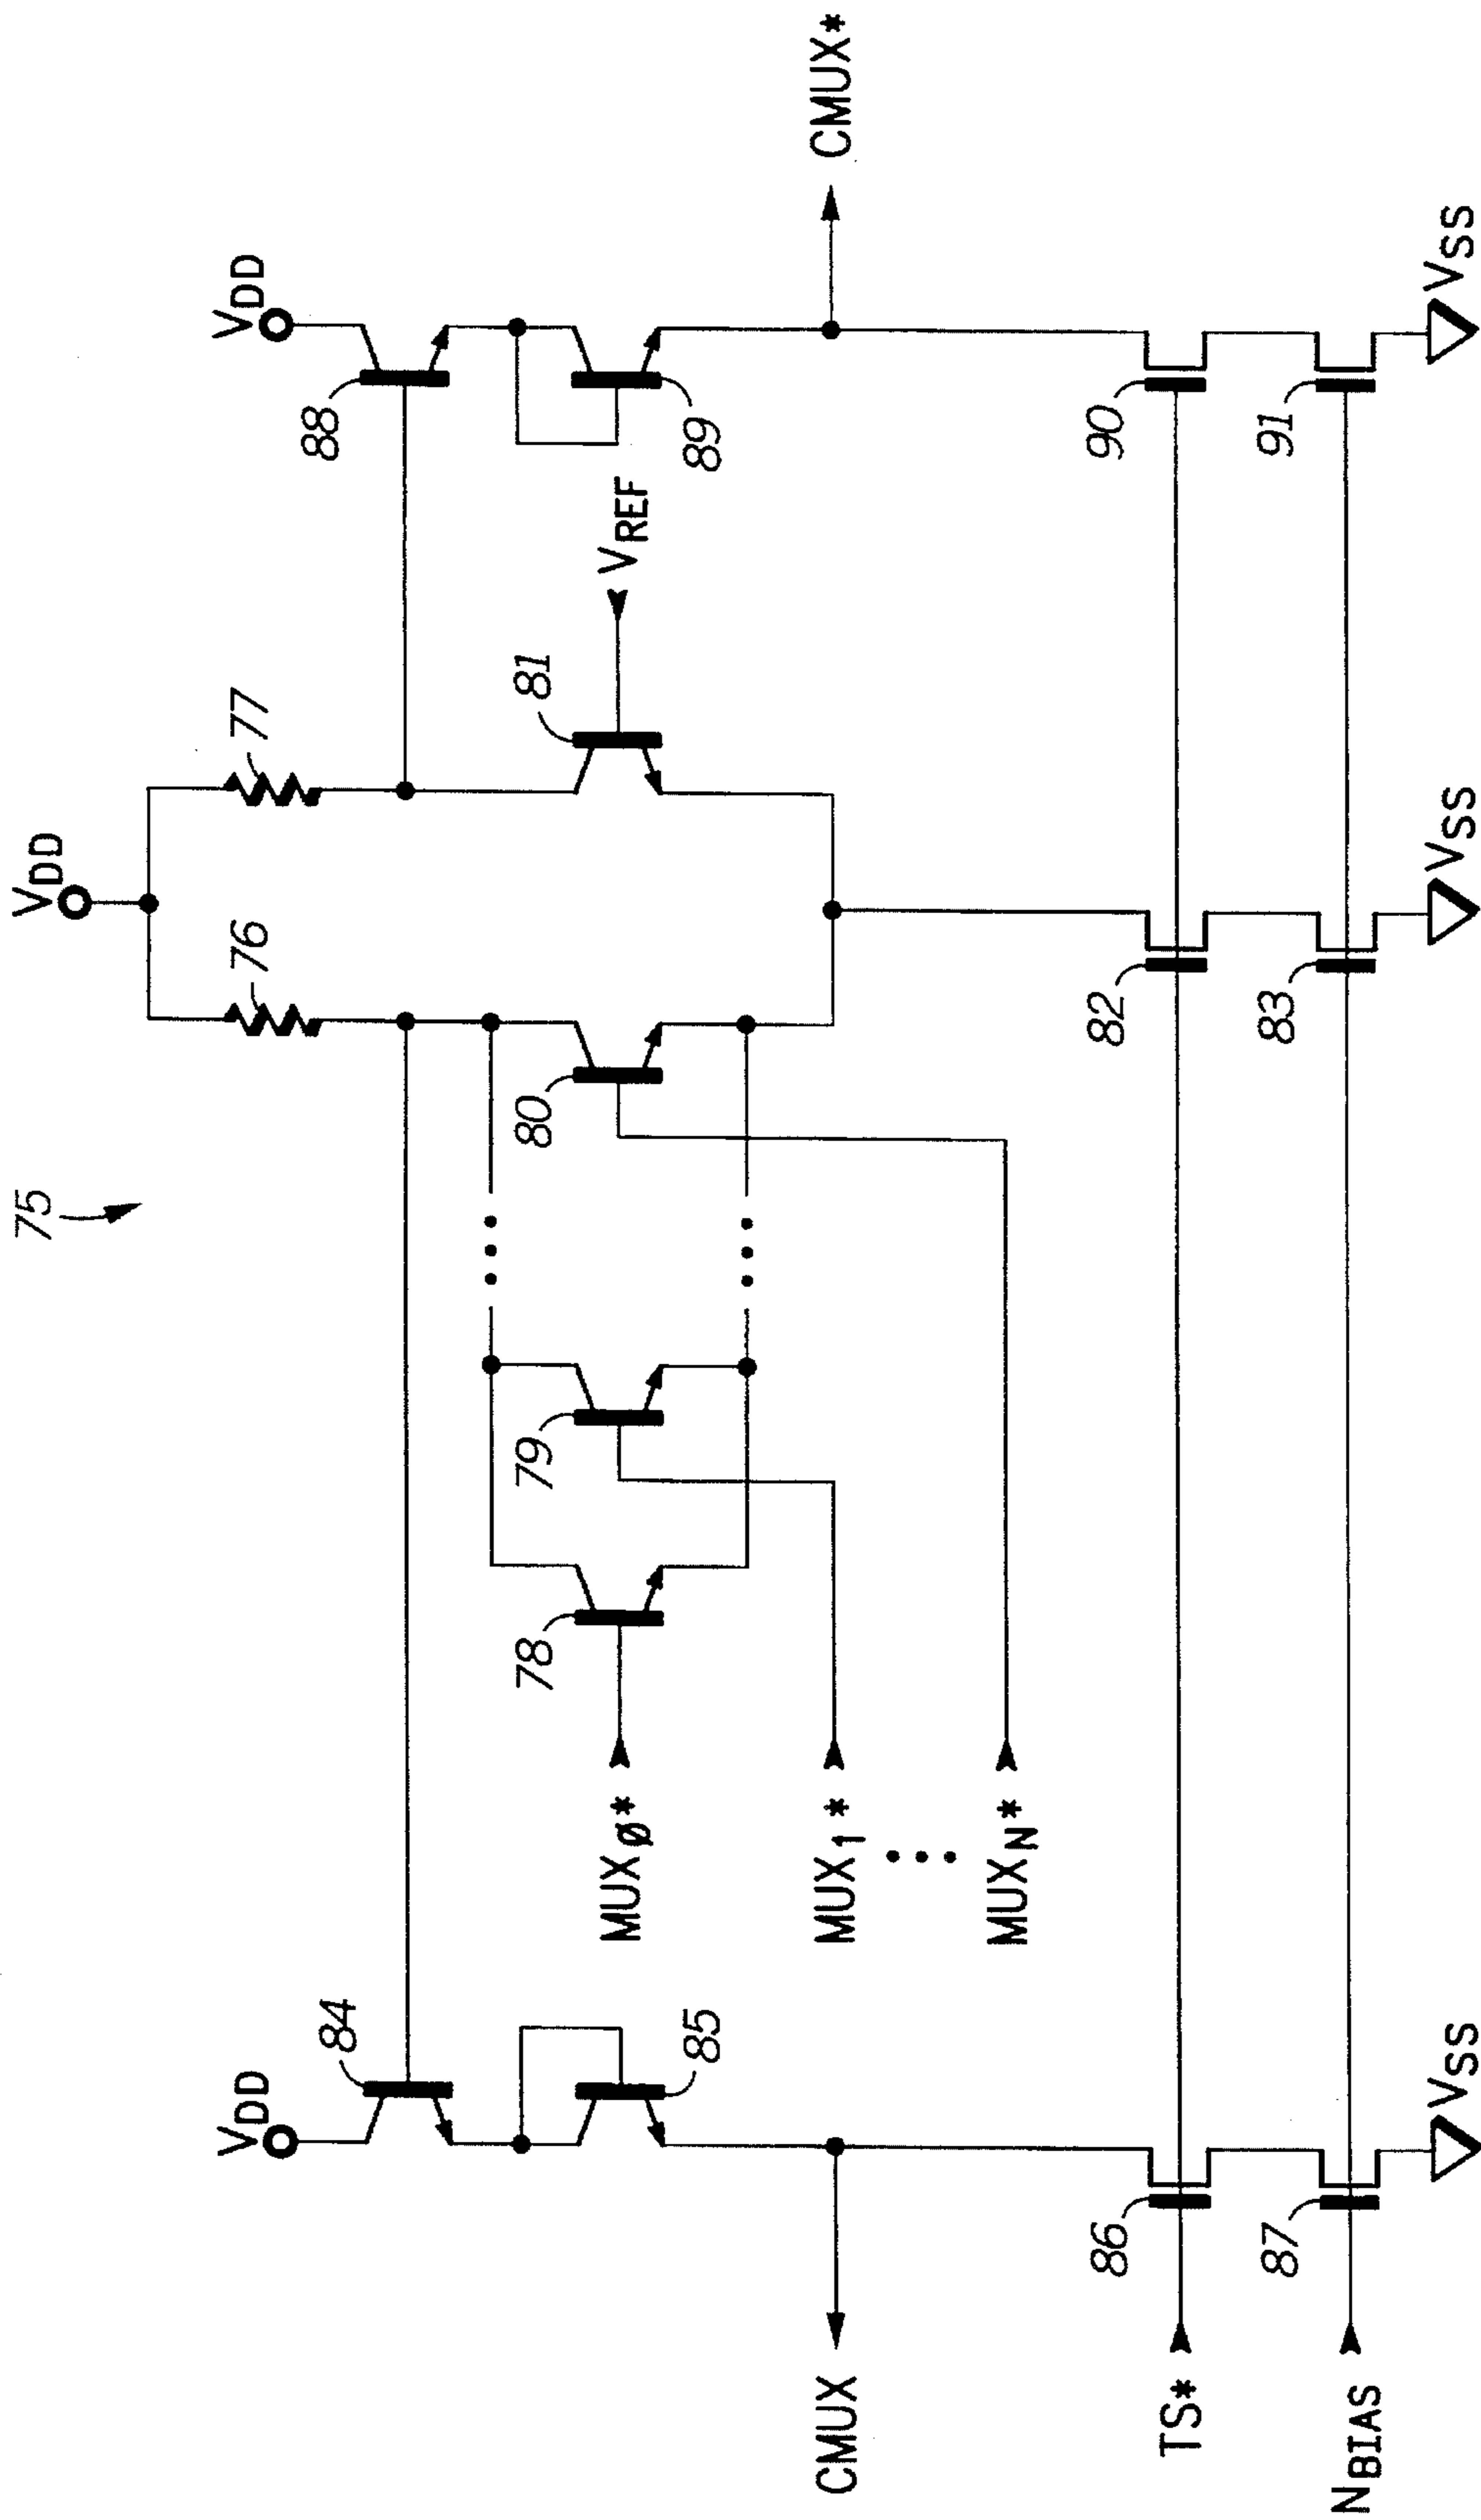 75
VDD
VDD
VDD
76
77
84
88
85
78
79
80
81
VREF
89
MUXØ*
MUX1*
MUXN*
CMUX
CMUX*
TS*
86
82
90
NBIAS
87
83
91
VSS
VSS
VSS